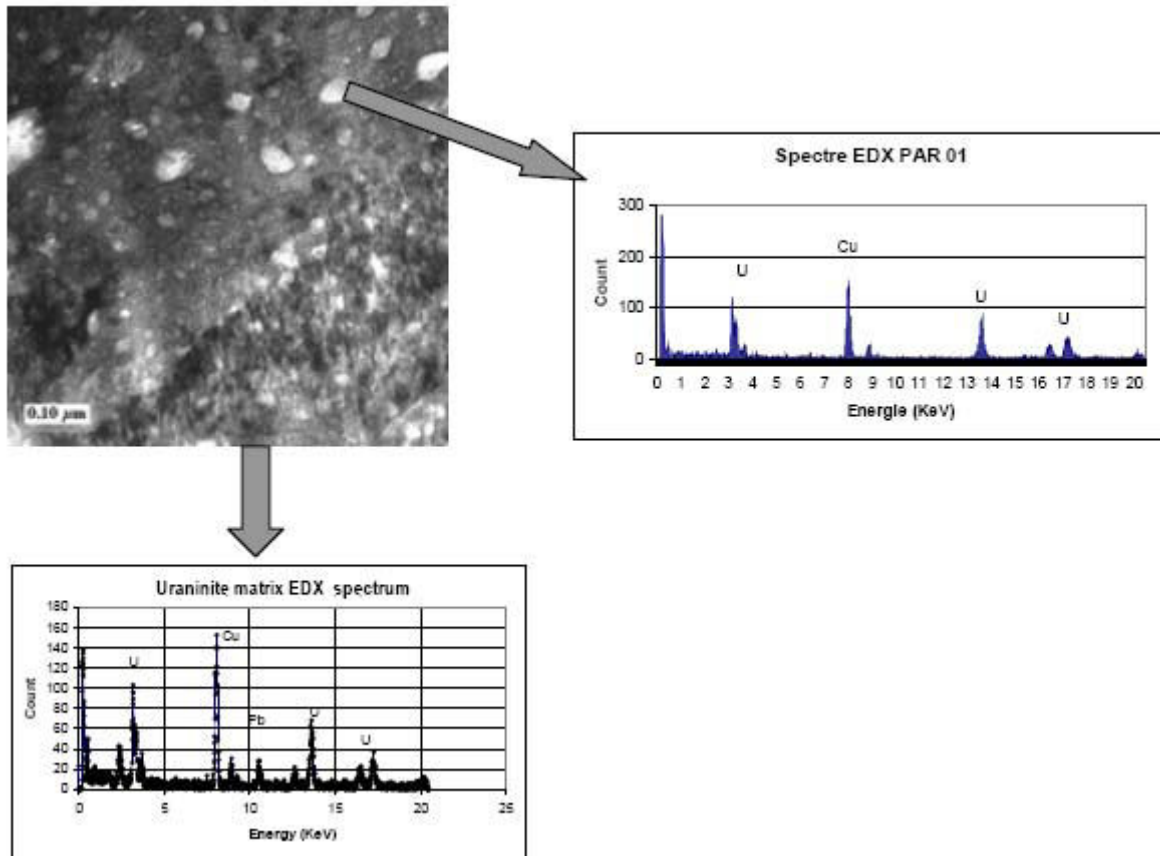 0.10 µm
Spectre EDX PAR 01
300
200
100
0
Count
U
Cu
U
U
0 1 2 3 4 5 6 7 8 9 10 11 12 13 14 15 16 17 18 19 20
Energie (KeV)
Uraninite matrix EDX spectrum
180
160
140
120
100
80
60
40
20
0
Count
U
Cu
Pb
U
U
0 5 10 15 20 25
Energy (KeV)